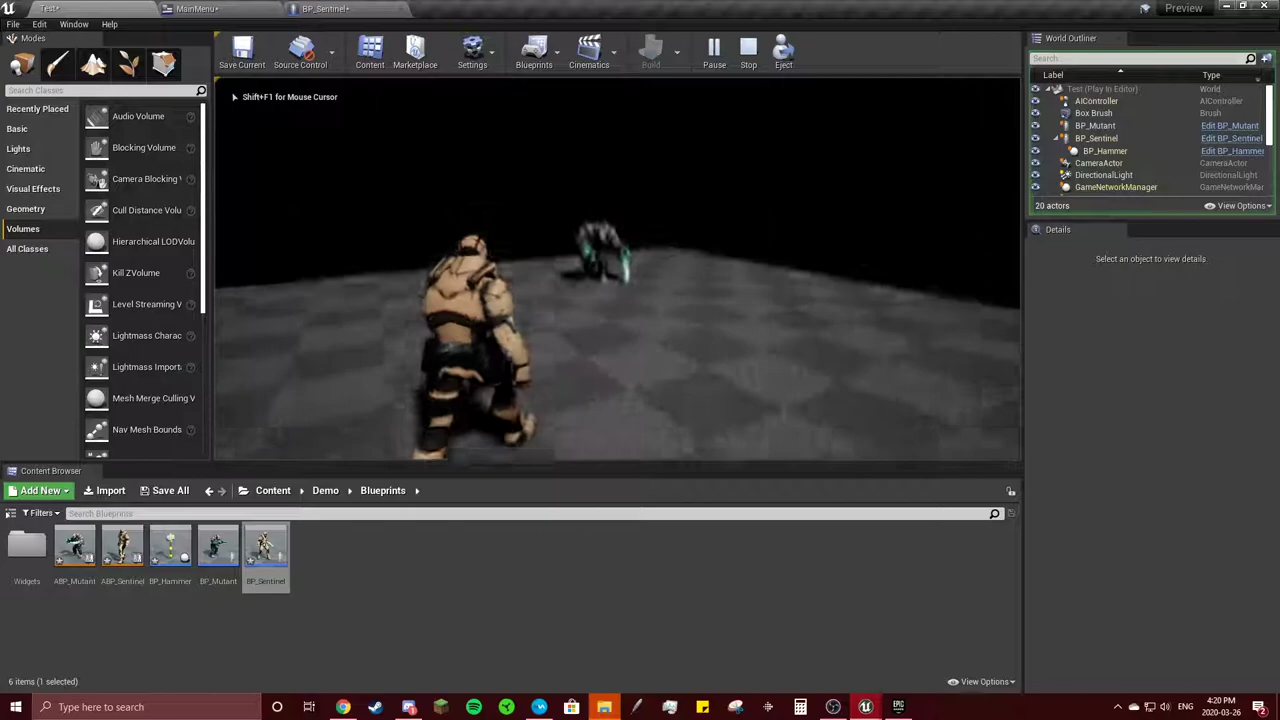 Test*
MainMenu*
BP_Sentinel*
Preview
File
Edit
Window
Help
Modes
Search Classes
Recently Placed
Basic
Lights
Cinematic
Visual Effects
Geometry
Volumes
All Classes
Audio Volume
Blocking Volume
Camera Blocking V
Cull Distance Volu
Hierarchical LODVolu
Kill ZVolume
Level Streaming V
Lightmass Charac
Lightmass Import
Mesh Merge Culling V
Nav Mesh Bounds
Save Current
Source Control
Content
Marketplace
Settings
Blueprints
Cinematics
Build
Pause
Stop
Eject
Shift+F1 for Mouse Cursor
World Outliner
Search...
Label
Type
Test (Play In Editor)
World
AIController
AIController
Box Brush
Brush
BP_Mutant
Edit BP_Mutant
BP_Sentinel
Edit BP_Sentinel
BP_Hammer
Edit BP_Hammer
CameraActor
CameraActor
DirectionalLight
DirectionalLight
GameNetworkManager
GameNetworkMar
20 actors
View Options
Details
Select an object to view details.
Content Browser
Add New
Import
Save All
Content
Demo
Blueprints
Filters
Search Blueprints
Widgets
ABP_Mutant
ABP_Sentinel
BP_Hammer
BP_Mutant
BP_Sentinel
6 items (1 selected)
View Options
Type here to search
ENG
4:20 PM
2020-03-26